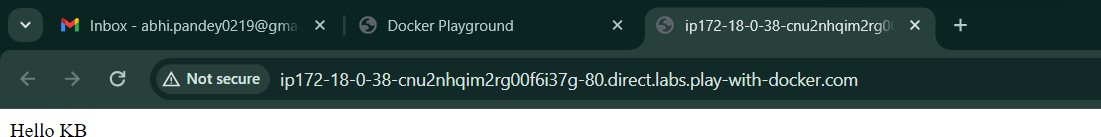 Inbox - abhi.pandey0219@gma
Docker Playground
ip172-18-0-38-cnu2nhqim2rg0
Not secure
ip172-18-0-38-cnu2nhqim2rg00f6i37g-80.direct.labs.play-with-docker.com
Hello KB